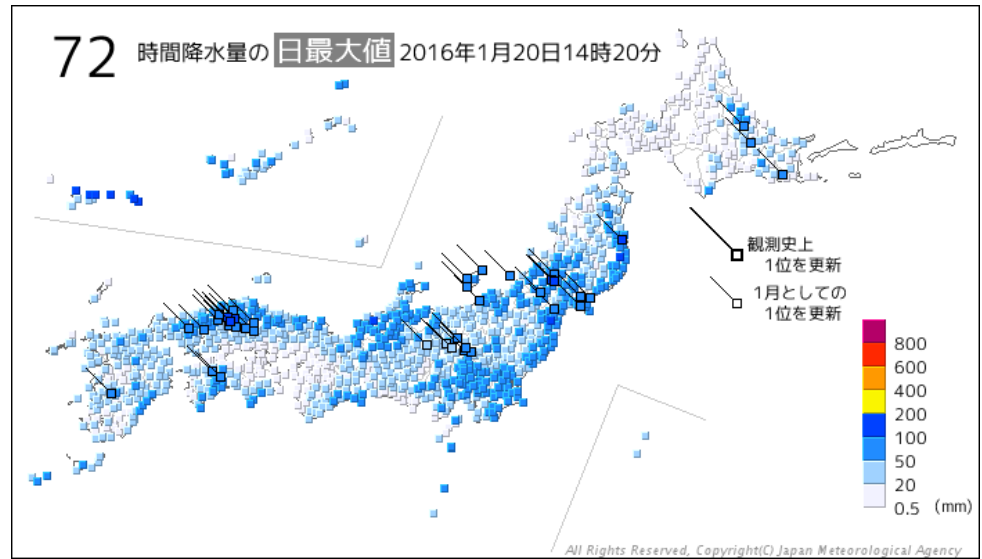 72 時間降水量の 日最大値 2016年1月20日14時20分
観測史上
1位を更新
1月としての
1位を更新
800
600
400
200
100
50
20
0.5 (mm)
All Rights Reserved, Copyright(C) Japan Meteorological Agency